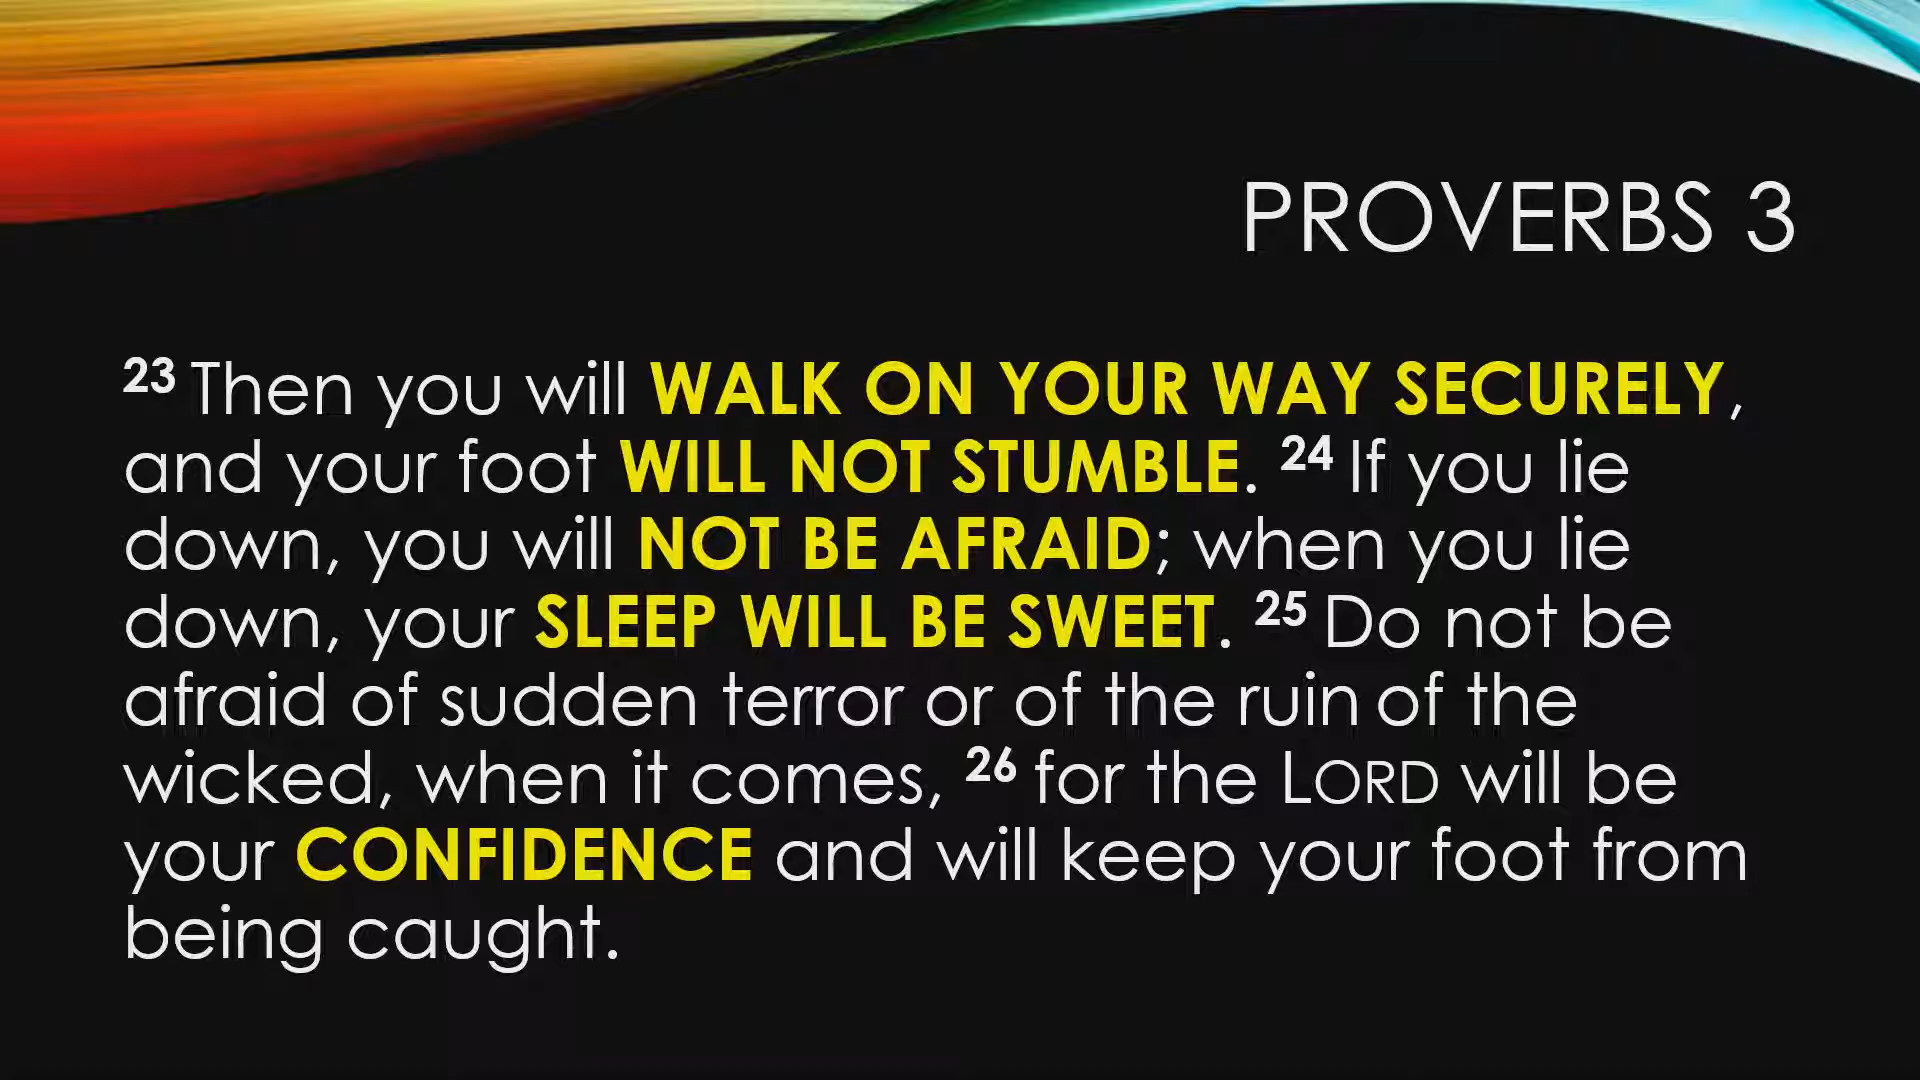 PROVERBS 3
23 Then you will WALK ON YOUR WAY SECURELY,
and your foot WILL NOT STUMBLE. 24 If you lie
down, you will NOT BE AFRAID; when you lie
down, your SLEEP WILL BE SWEET. 25 Do not be
afraid of sudden terror or of the ruin of the
wicked, when it comes, 26 for the LORD will be
your CONFIDENCE and will keep your foot from
being caught.